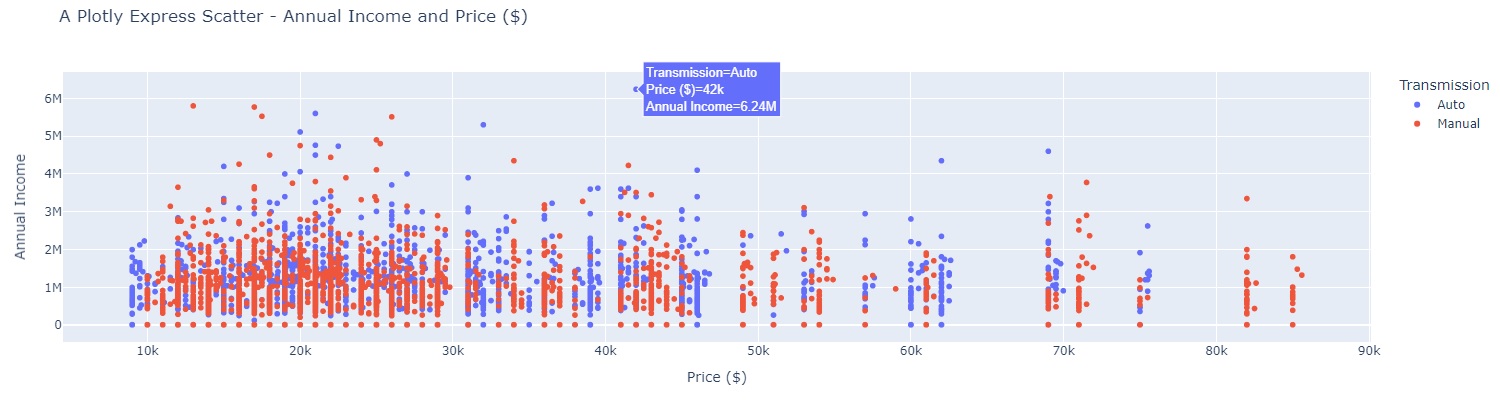 A Plotly Express Scatter - Annual Income and Price ($)
Transmission=Auto
Price ($)=42k
Annual Income=6.24M
Transmission
Auto
Manual
Annual Income
6M
5M
4M
3M
2M
1M
0
10k 20k 30k 40k 50k 60k 70k 80k 90k
Price ($)